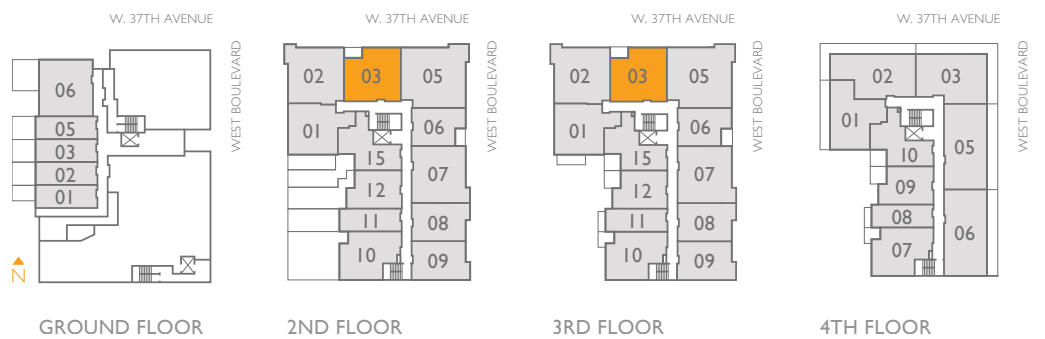 W. 37TH AVENUE
WEST BOULEVARD
06
05
03
02
01
N
GROUND FLOOR
W. 37TH AVENUE
WEST BOULEVARD
02
03
05
01
06
15
07
12
11
08
10
09
2ND FLOOR
W. 37TH AVENUE
WEST BOULEVARD
02
03
05
01
06
15
07
12
11
08
10
09
3RD FLOOR
W. 37TH AVENUE
WEST BOULEVARD
02
03
01
05
10
09
08
06
07
4TH FLOOR